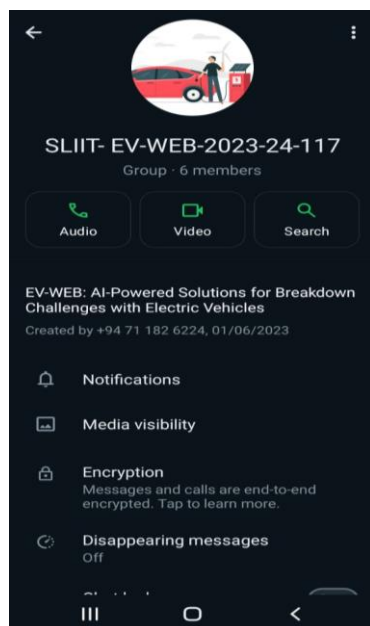 SLIIT- EV-WEB-2023-24-117
Group · 6 members
Audio
Video
Search
EV-WEB: AI-Powered Solutions for Breakdown
Challenges with Electric Vehicles
Created by +94 71 182 6224, 01/06/2023
Notifications
Media visibility
Encryption
Messages and calls are end-to-end
encrypted. Tap to learn more.
Disappearing messages
Off